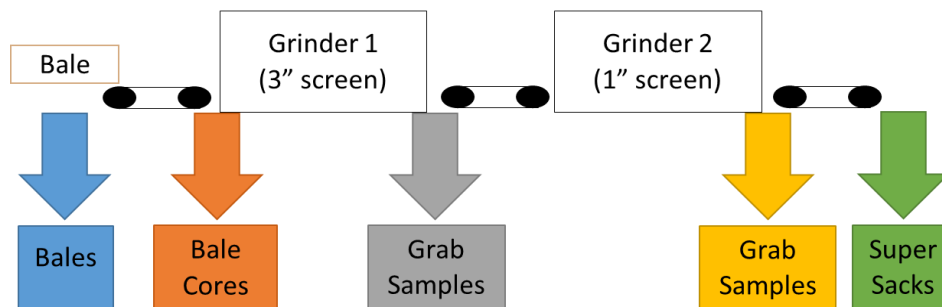 Bale
Grinder 1
(3” screen)
Grinder 2
(1” screen)
Bales
Bale
Cores
Grab
Samples
Grab
Samples
Super
Sacks